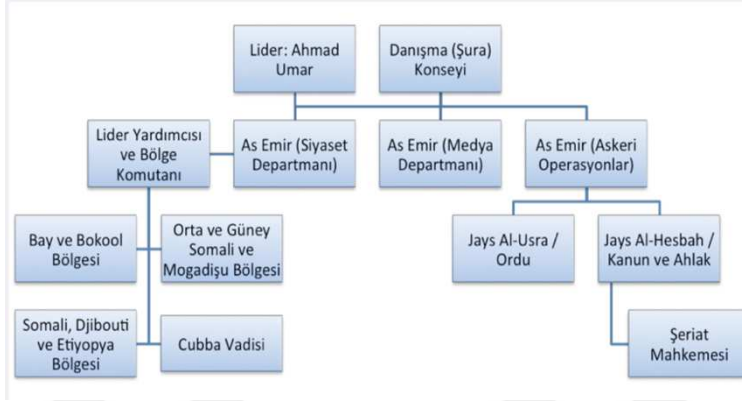 Lider: Ahmad
Umar
Danışma (Şura)
Konseyi
Lider Yardımcısı
ve Bölge
Komutanı
As Emir (Siyaset
Departmanı)
As Emir (Medya
Departmanı)
As Emir (Askeri
Operasyonlar)
Bay ve Bokool
Bölgesi
Orta ve Güney
Somali ve
Mogadişu Bölgesi
Jays Al-Usra /
Ordu
Jays Al-Hesbah /
Kanun ve Ahlak
Somali, Djibouti
ve Etiyopya
Bölgesi
Cubba Vadisi
Şeriat
Mahkemesi